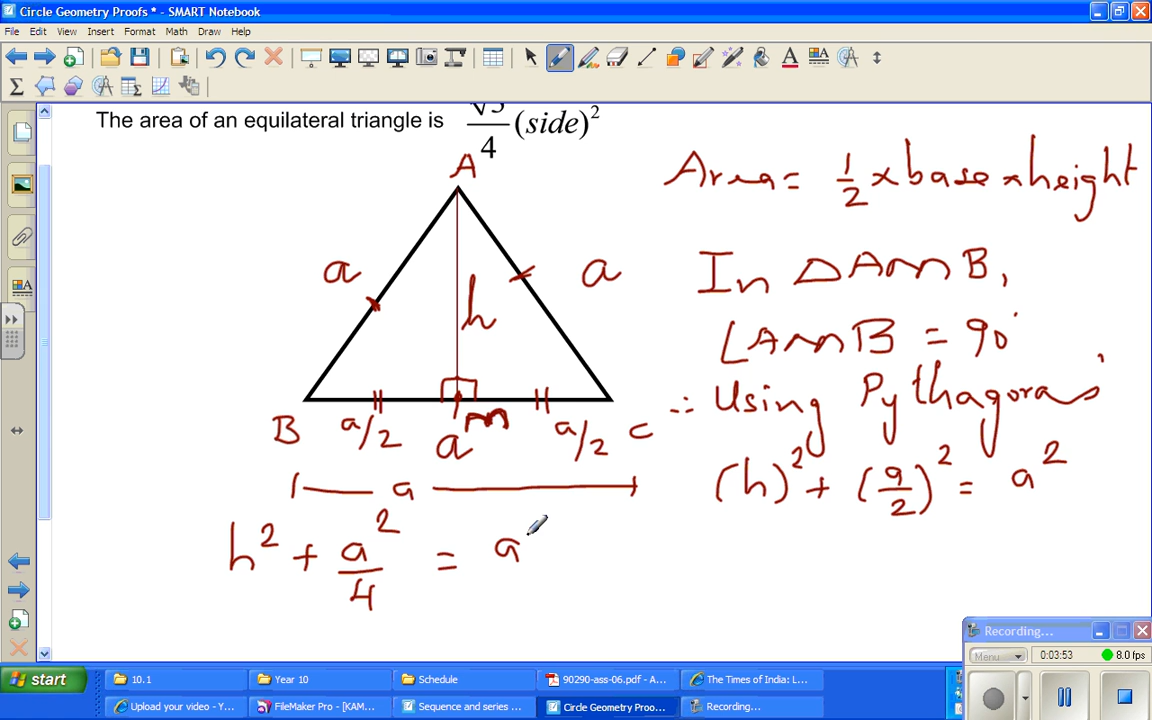 Circle Geometry Proofs * - SMART Notebook
File Edit View Insert Format Math Draw Help
The area of an equilateral triangle is √3/4 (side)²
A
Area = 1/2 × base × height
a
a
h
In △AMB,
∠AMB = 90°
∴ Using Pythagoras'
B a/2 a m a/2 C
(h)² + (a/2)² = a²
a
h² + a²/4 = a
Recording...
Menu 0:03:53 8.0 fps
start 10.1 Year 10 Schedule 90290-ass-06.pdf - A... The Times of India: L...
Upload your video - Y... FileMaker Pro - [KAM... Sequence and series ... Circle Geometry Proo... Recording...